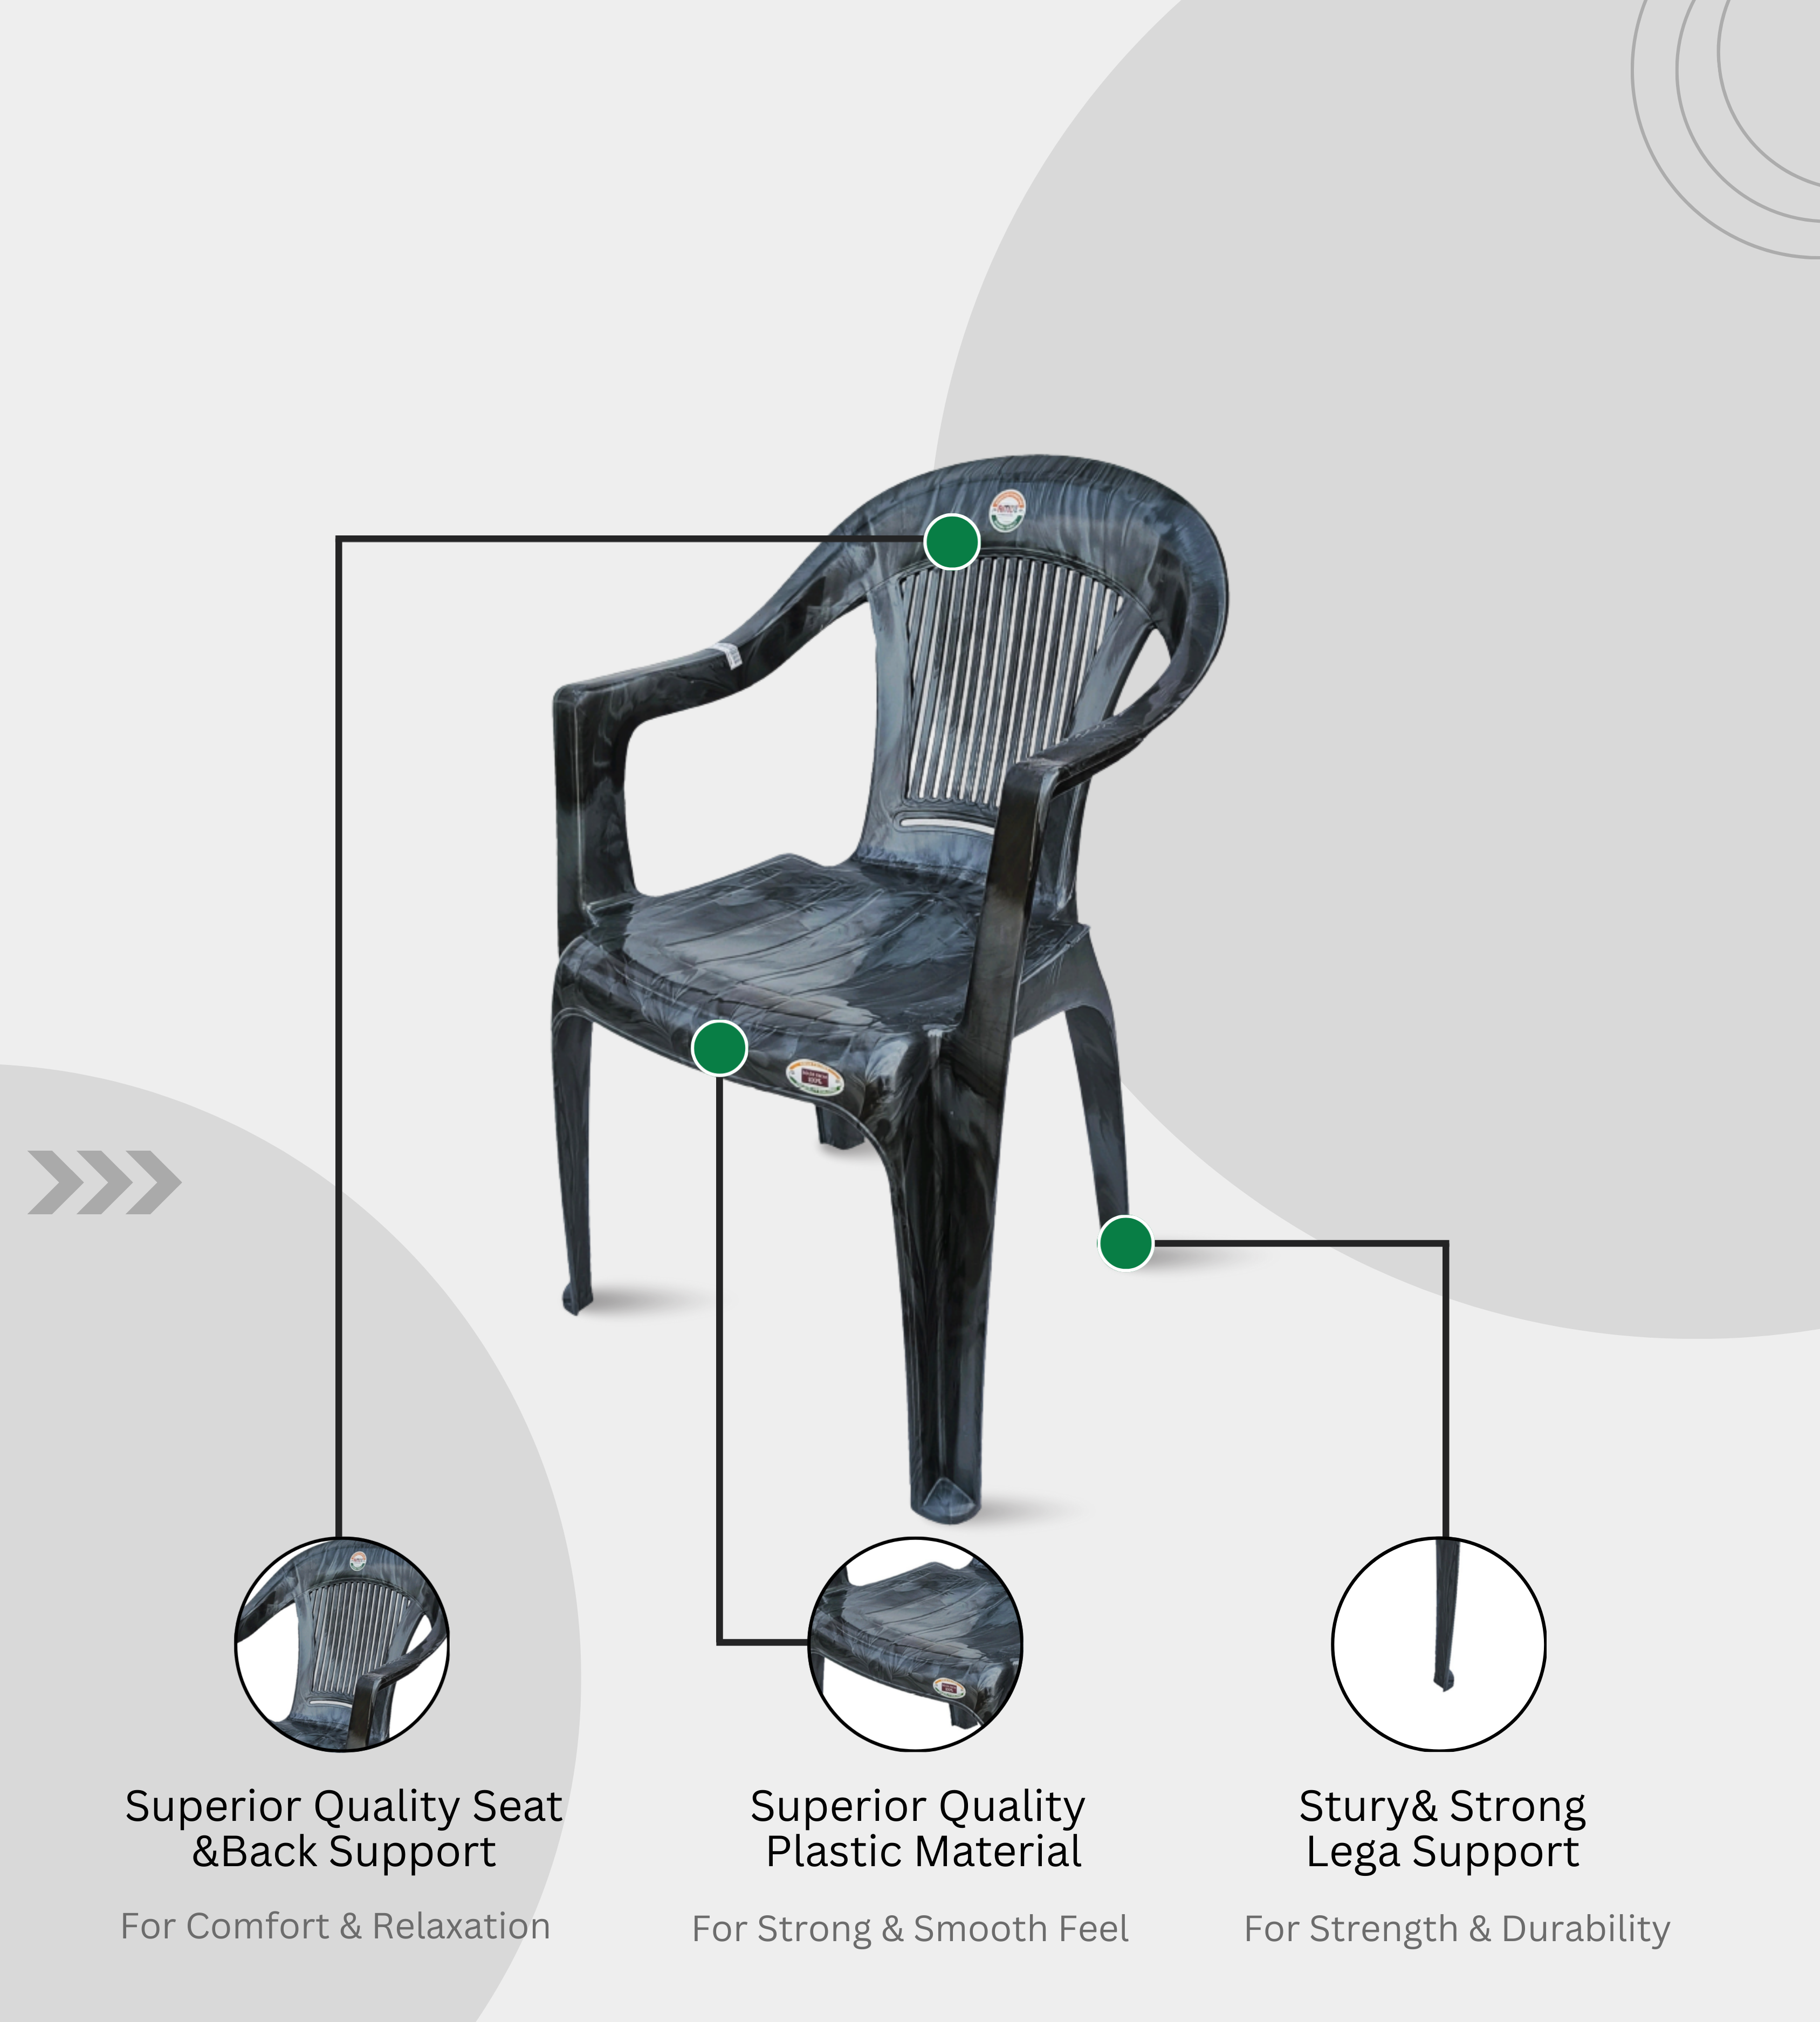 Superior Quality Seat
&Back Support
For Comfort & Relaxation
Superior Quality
Plastic Material
For Strong & Smooth Feel
Stury& Strong
Lega Support
For Strength & Durability